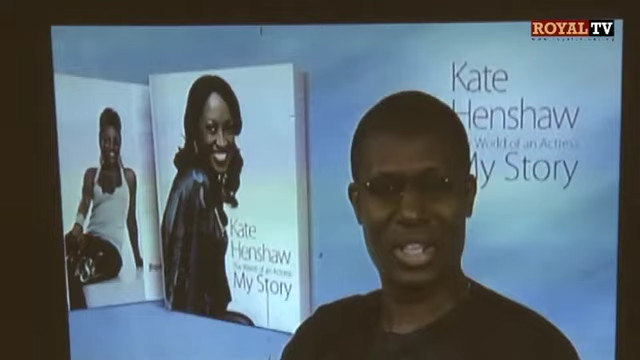 ROYAL TV
Kate
Henshaw
World of an Actress
My Story
Kate
Henshaw
The World of an Actress
My Story